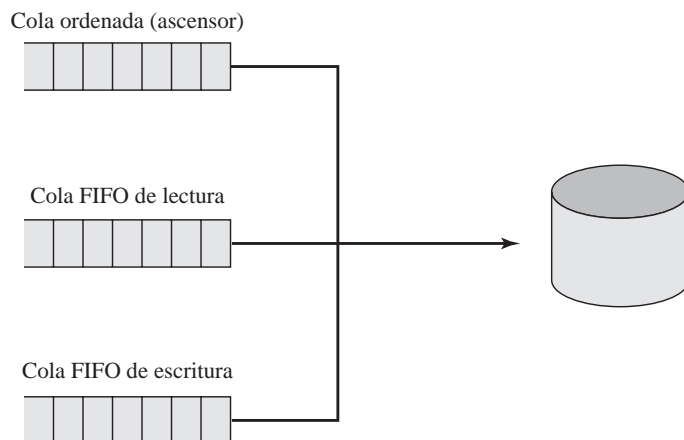 Cola ordenada (ascensor)
Cola FIFO de lectura
Cola FIFO de escritura